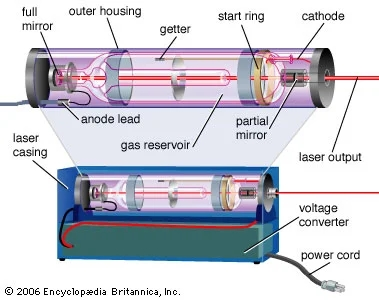 full
mirror
outer housing
getter
start ring
cathode
anode lead
gas reservoir
partial
mirror
laser output
laser
casing
voltage
converter
power cord
© 2006 Encyclopædia Britannica, Inc.